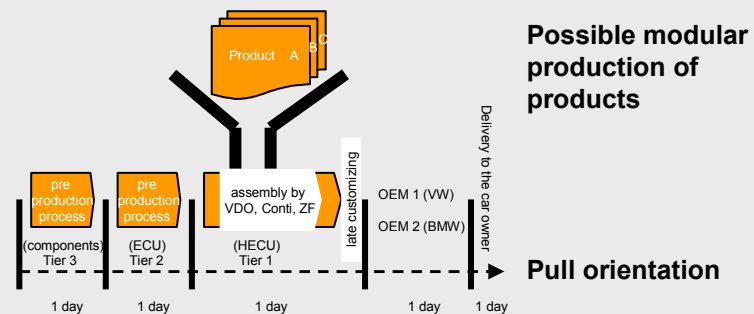 Product A
B
C
Possible modular
production of
products
pre
production
process
pre
production
process
assembly by
VDO, Conti, ZF
late customizing
OEM 1 (VW)
OEM 2 (BMW)
Delivery to the car owner
(components)
Tier 3
(ECU)
Tier 2
(HECU)
Tier 1
Pull orientation
1 day
1 day
1 day
1 day
1 day